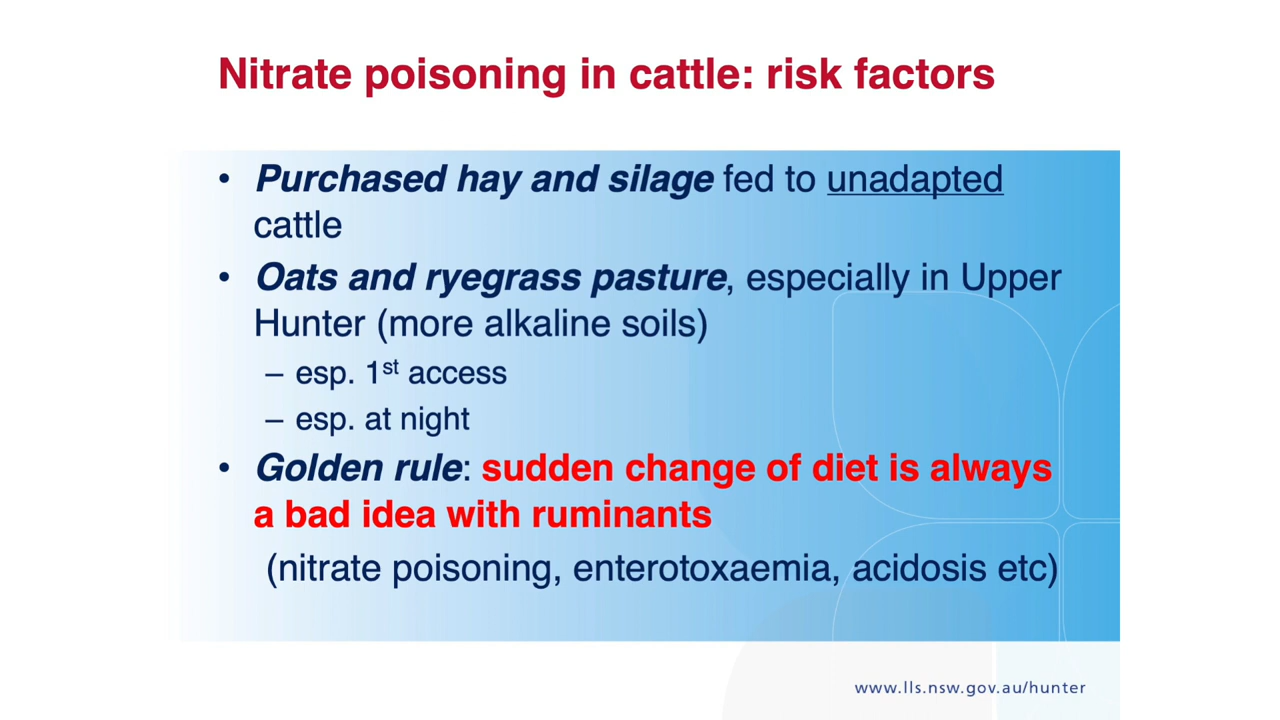 Nitrate poisoning in cattle: risk factors
• Purchased hay and silage fed to unadapted
cattle
• Oats and ryegrass pasture, especially in Upper
Hunter (more alkaline soils)
– esp. 1st access
– esp. at night
• Golden rule: sudden change of diet is always
a bad idea with ruminants
(nitrate poisoning, enterotoxaemia, acidosis etc)
www.lls.nsw.gov.au/hunter